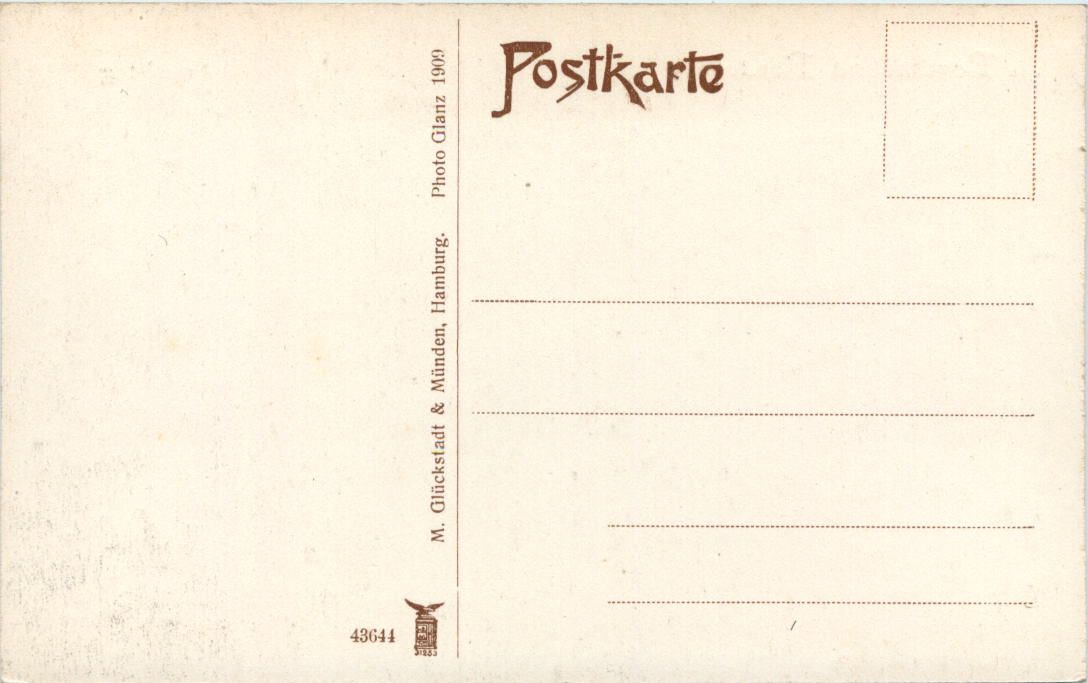 Postkarte
M. Glückstadt & Münden, Hamburg. Photo Glanz 1909
43644